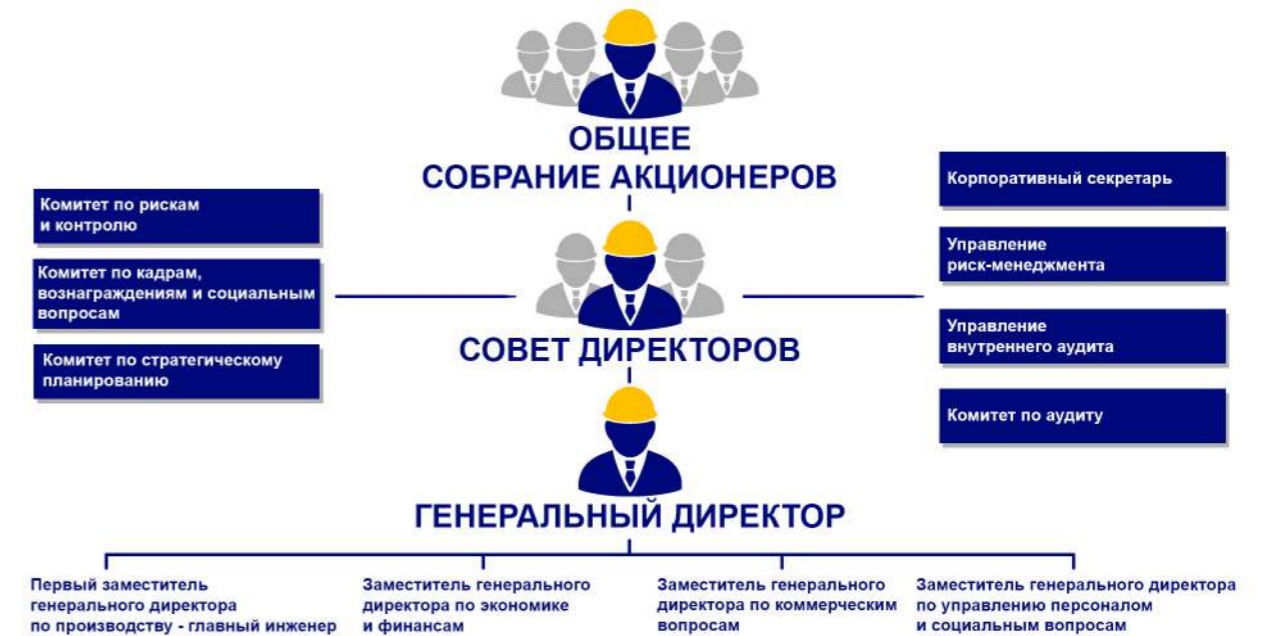 ОБЩЕЕ
СОБРАНИЕ АКЦИОНЕРОВ
Комитет по рискам
и контролю
Комитет по кадрам,
вознаграждениям и социальным
вопросам
Комитет по стратегическому
планированию
СОВЕТ ДИРЕКТОРОВ
Корпоративный секретарь
Управление
риск-менеджмента
Управление
внутреннего аудита
Комитет по аудиту
ГЕНЕРАЛЬНЫЙ ДИРЕКТОР
Первый заместитель
генерального директора
по производству - главный инженер
Заместитель генерального
директора по экономике
и финансам
Заместитель генерального
директора по коммерческим
вопросам
Заместитель генерального директора
по управлению персоналом
и социальным вопросам